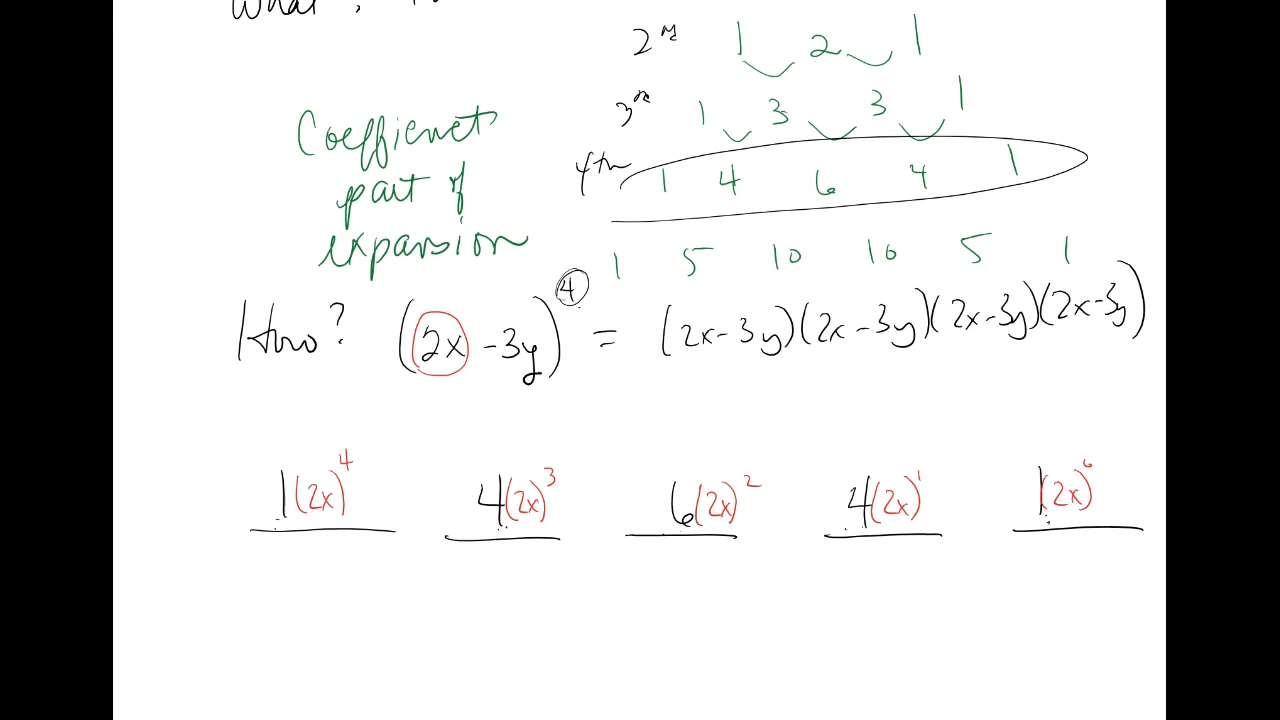 What?
2nd 1 2 1
3rd 1 3 3 1
4th 1 4 6 4 1
Coefficnet
part of
expansion
1 5 10 10 5 1
How? (2x - 3y)^4 = (2x - 3y)(2x - 3y)(2x - 3y)(2x - 3y)
1(2x)^4 4(2x)^3 6(2x)^2 4(2x)^1 1(2x)^0